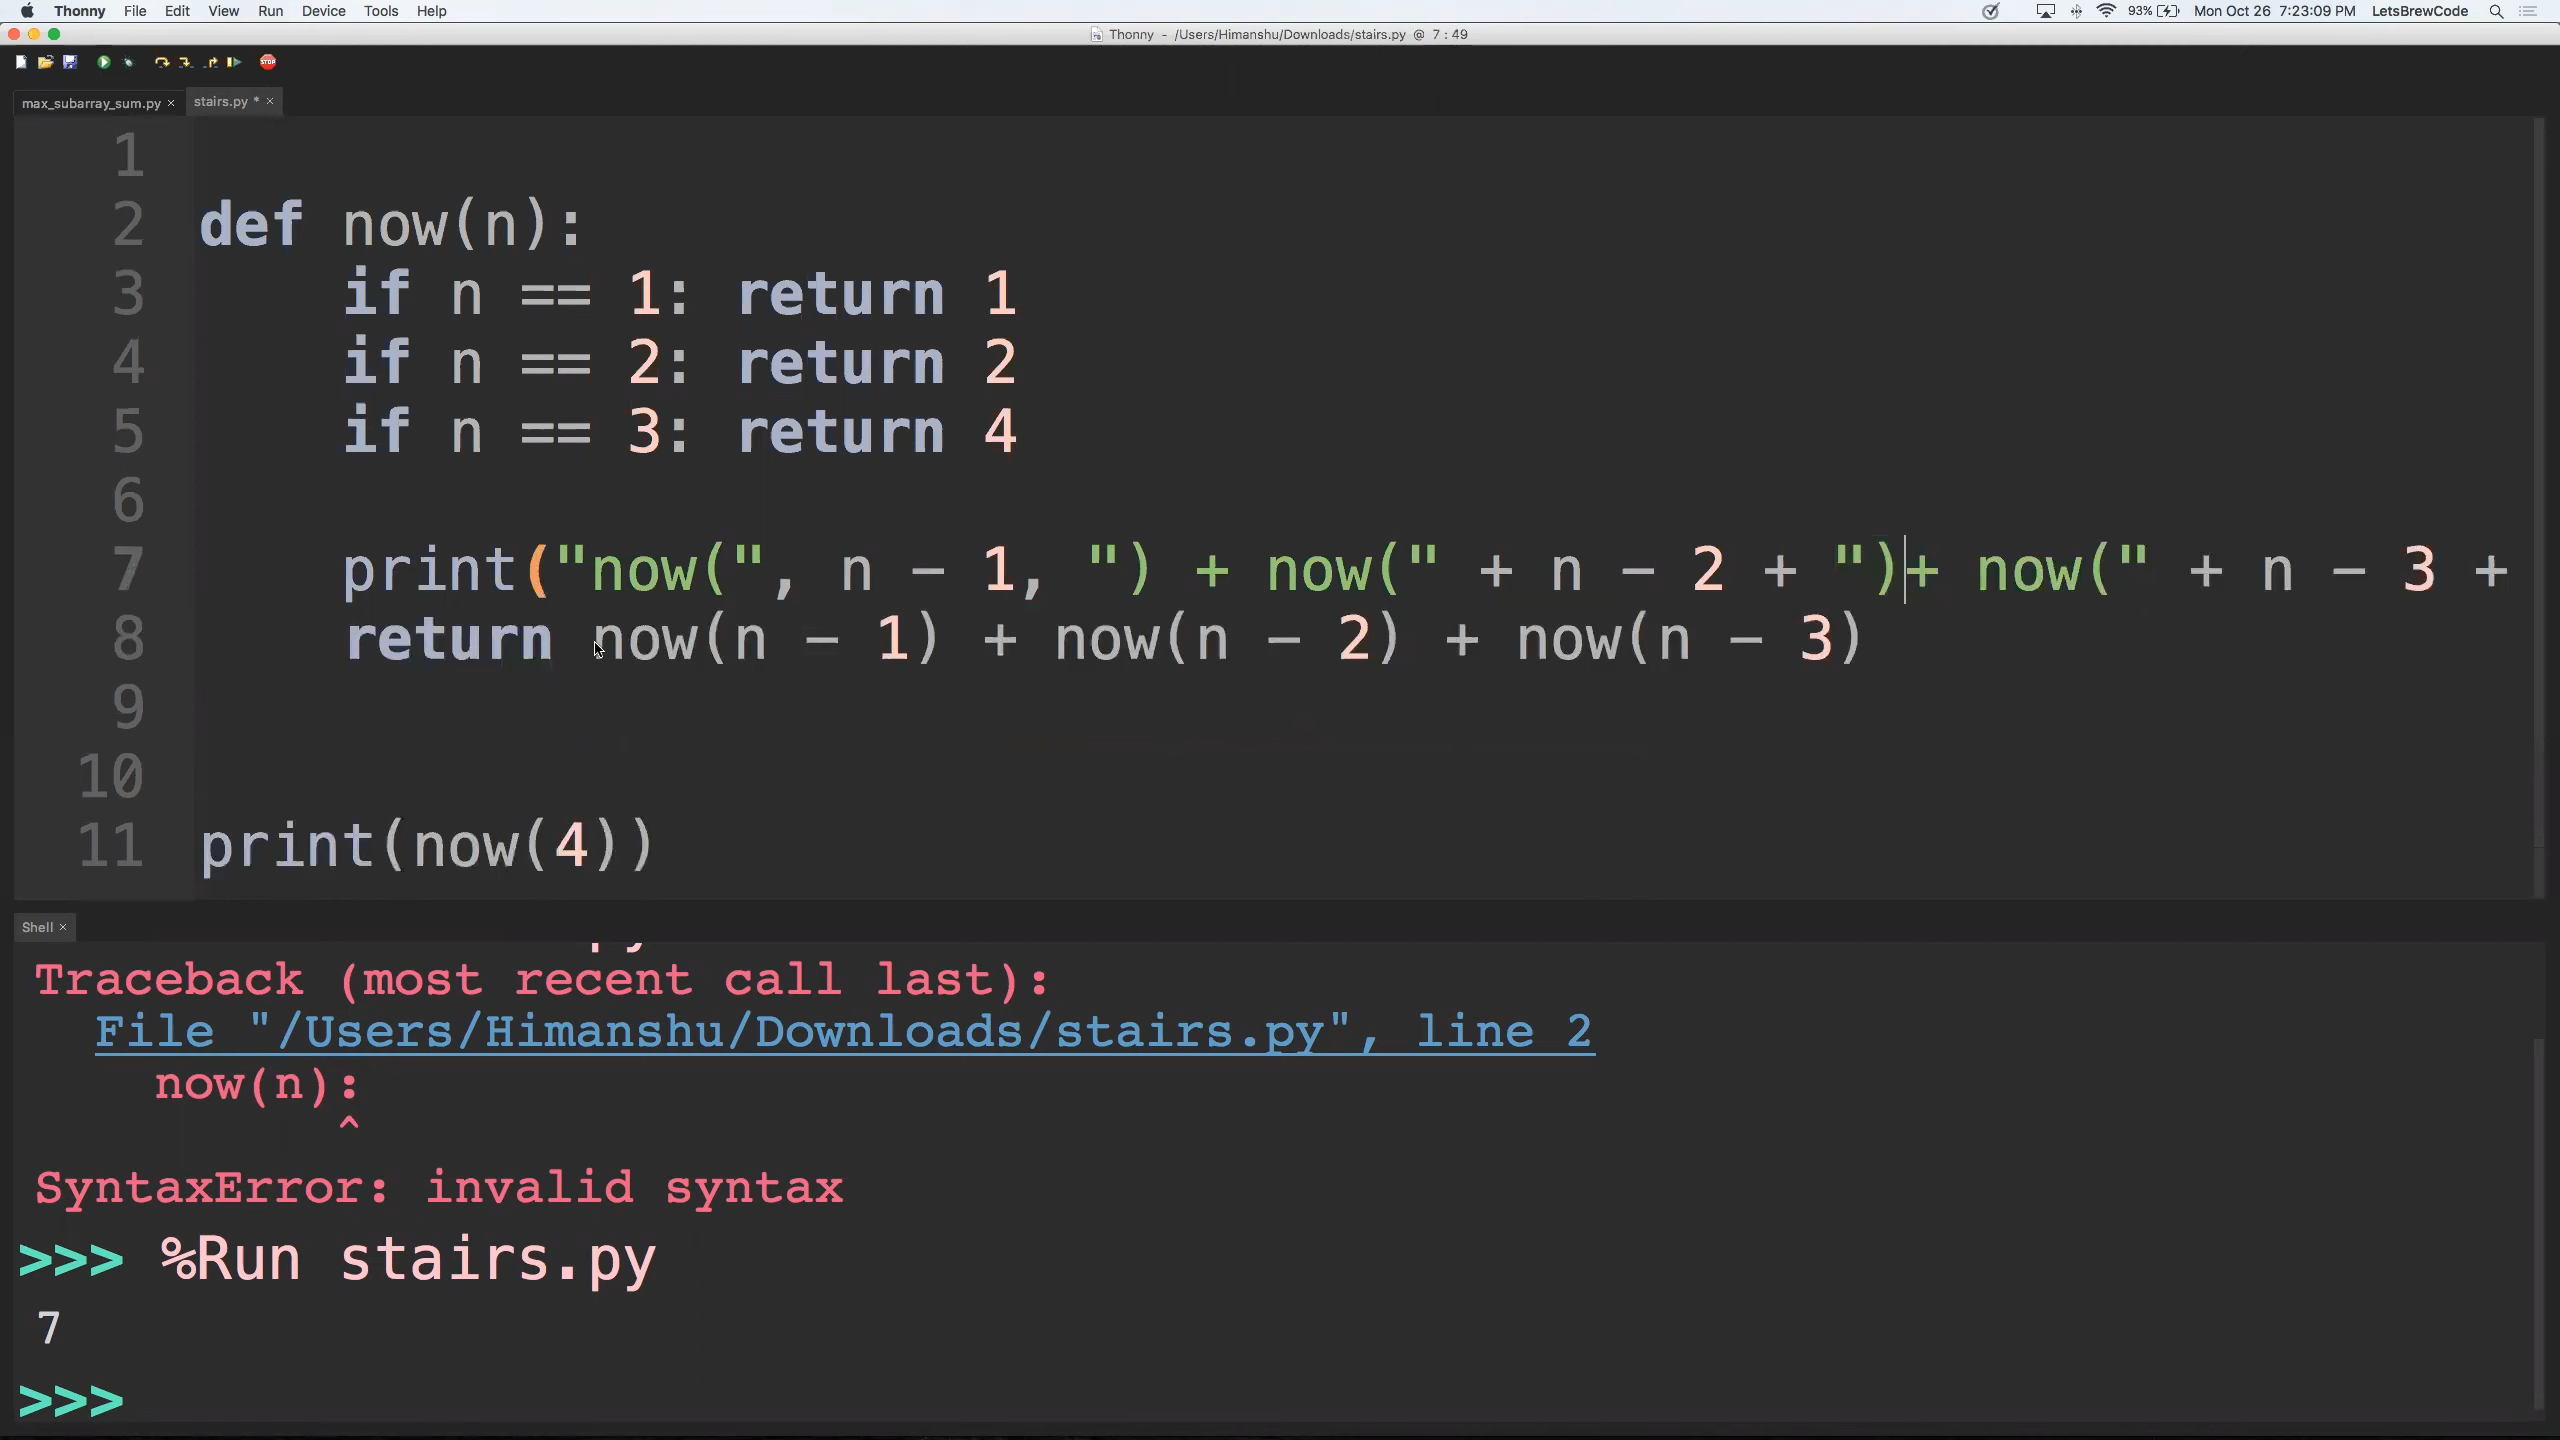 Thonny File Edit View Run Device Tools Help 93% Mon Oct 26 7:23:09 PM LetsBrewCode
Thonny - /Users/Himanshu/Downloads/stairs.py @ 7 : 49
STOP
max_subarray_sum.py × stairs.py * ×
1
2 def now(n):
3 if n == 1: return 1
4 if n == 2: return 2
5 if n == 3: return 4
6
7 print("now(", n - 1, ") + now(" + n - 2 + ")+ now(" + n - 3 +
8 return now(n - 1) + now(n - 2) + now(n - 3)
9
10
11 print(now(4))
Shell ×
Traceback (most recent call last):
File "/Users/Himanshu/Downloads/stairs.py", line 2
now(n):
^
SyntaxError: invalid syntax
>>> %Run stairs.py
7
>>>